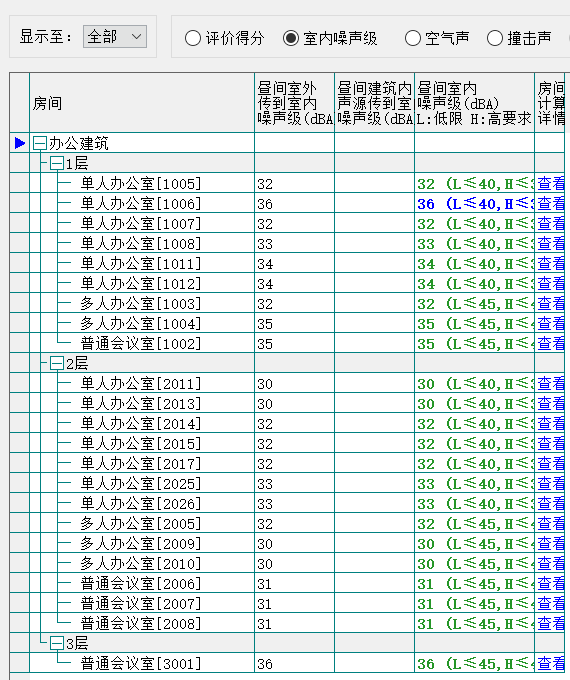 显示至: 全部 评价得分 室内噪声级 空气声 撞击声
房间 昼间室外传到室内噪声级(dBA 昼间建筑内声源传到室噪声级(dBA 昼间室内噪声级(dBA) L:低限 H:高要求 房间计算详情
办公建筑
1层
单人办公室[1005] 32 32 (L≤40,H≤ 查看
单人办公室[1006] 36 36 (L≤40,H≤ 查看
单人办公室[1007] 32 32 (L≤40,H≤ 查看
单人办公室[1008] 33 33 (L≤40,H≤ 查看
单人办公室[1011] 34 34 (L≤40,H≤ 查看
单人办公室[1012] 34 34 (L≤40,H≤ 查看
多人办公室[1003] 32 32 (L≤45,H≤ 查看
多人办公室[1004] 35 35 (L≤45,H≤ 查看
普通会议室[1002] 35 35 (L≤45,H≤ 查看
2层
单人办公室[2011] 30 30 (L≤40,H≤ 查看
单人办公室[2013] 30 30 (L≤40,H≤ 查看
单人办公室[2014] 32 32 (L≤40,H≤ 查看
单人办公室[2015] 32 32 (L≤40,H≤ 查看
单人办公室[2017] 32 32 (L≤40,H≤ 查看
单人办公室[2025] 33 33 (L≤40,H≤ 查看
单人办公室[2026] 33 33 (L≤40,H≤ 查看
多人办公室[2005] 32 32 (L≤45,H≤ 查看
多人办公室[2009] 30 30 (L≤45,H≤ 查看
多人办公室[2010] 30 30 (L≤45,H≤ 查看
普通会议室[2006] 31 31 (L≤45,H≤ 查看
普通会议室[2007] 31 31 (L≤45,H≤ 查看
普通会议室[2008] 31 31 (L≤45,H≤ 查看
3层
普通会议室[3001] 36 36 (L≤45,H≤ 查看